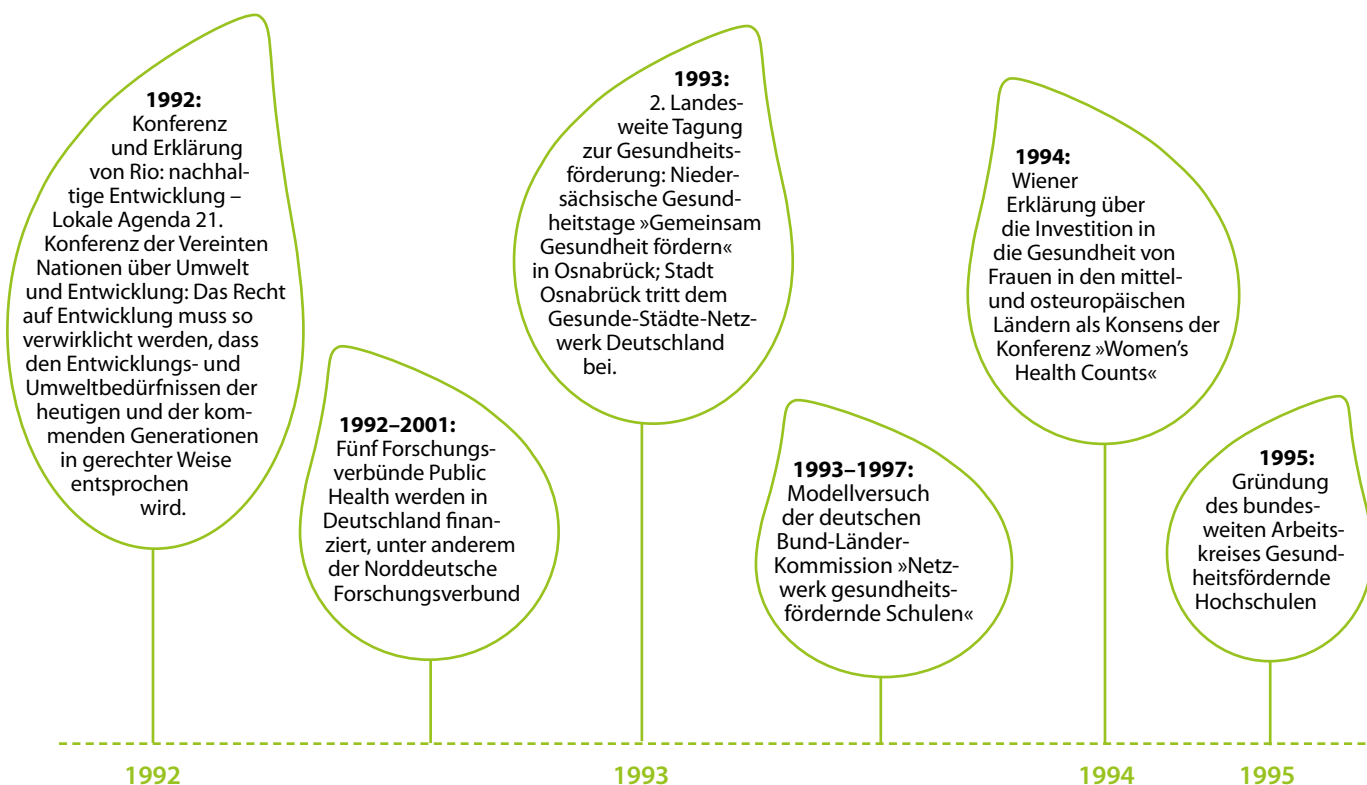 1992:
Konferenz
und Erklärung
von Rio: nachhal-
tige Entwicklung –
Lokale Agenda 21.
Konferenz der Vereinten
Nationen über Umwelt
und Entwicklung: Das Recht
auf Entwicklung muss so
verwirklicht werden, dass
den Entwicklungs- und
Umweltbedürfnissen der
heutigen und der kom-
menden Generationen
in gerechter Weise
entsprochen
wird.
1992–2001:
Fünf Forschungs-
verbünde Public
Health werden in
Deutschland finan-
ziert, unter anderem
der Norddeutsche
Forschungsverbund
1993:
2. Landes-
weite Tagung
zur Gesundheits-
förderung: Nieder-
sächsische Gesund-
heitstage »Gemeinsam
Gesundheit fördern«
in Osnabrück; Stadt
Osnabrück tritt dem
Gesunde-Städte-Netz-
werk Deutschland
bei.
1993–1997:
Modellversuch
der deutschen
Bund-Länder-
Kommission »Netz-
werk gesundheits-
fördernde Schulen«
1994:
Wiener
Erklärung über
die Investition in
die Gesundheit von
Frauen in den mittel-
und osteuropäischen
Ländern als Konsens der
Konferenz »Women's
Health Counts«
1995:
Gründung
des bundes-
weiten Arbeits-
kreises Gesund-
heitsfördernde
Hochschulen
1992
1993
1994
1995